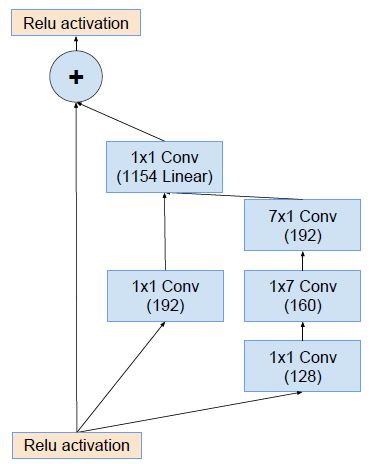 Relu activation
+
1x1 Conv
(1154 Linear)
7x1 Conv
(192)
1x1 Conv
(192)
1x7 Conv
(160)
1x1 Conv
(128)
Relu activation